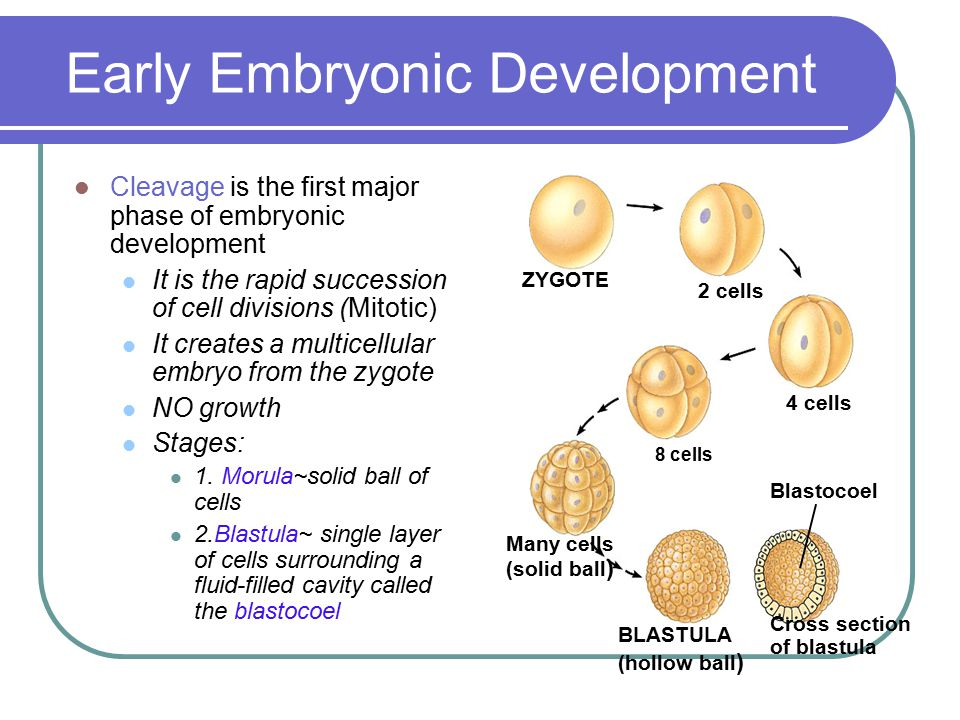 Early Embryonic Development
Cleavage is the first major
phase of embryonic
development
It is the rapid succession
of cell divisions (Mitotic)
It creates a multicellular
embryo from the zygote
NO growth
Stages:
1. Morula~solid ball of
cells
2.Blastula~ single layer
of cells surrounding a
fluid-filled cavity called
the blastocoel
ZYGOTE
2 cells
4 cells
8 cells
Many cells
(solid ball)
BLASTULA
(hollow ball)
Blastocoel
Cross section
of blastula